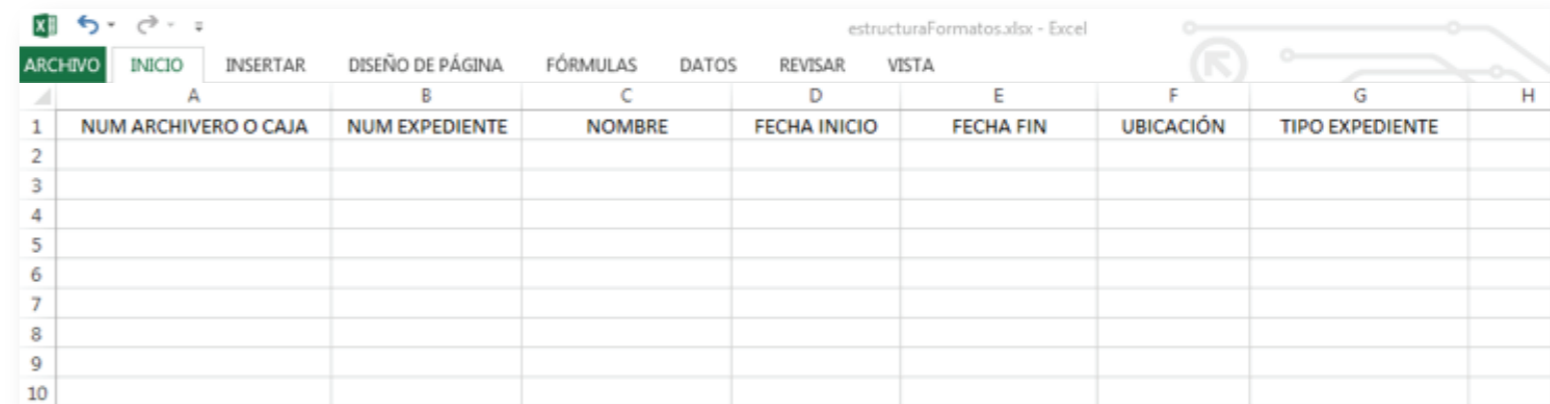 estructuraFormatos.xlsx - Excel
ARCHIVO INICIO INSERTAR DISEÑO DE PÁGINA FÓRMULAS DATOS REVISAR VISTA
A B C D E F G H
1 NUM ARCHIVERO O CAJA NUM EXPEDIENTE NOMBRE FECHA INICIO FECHA FIN UBICACIÓN TIPO EXPEDIENTE
2
3
4
5
6
7
8
9
10